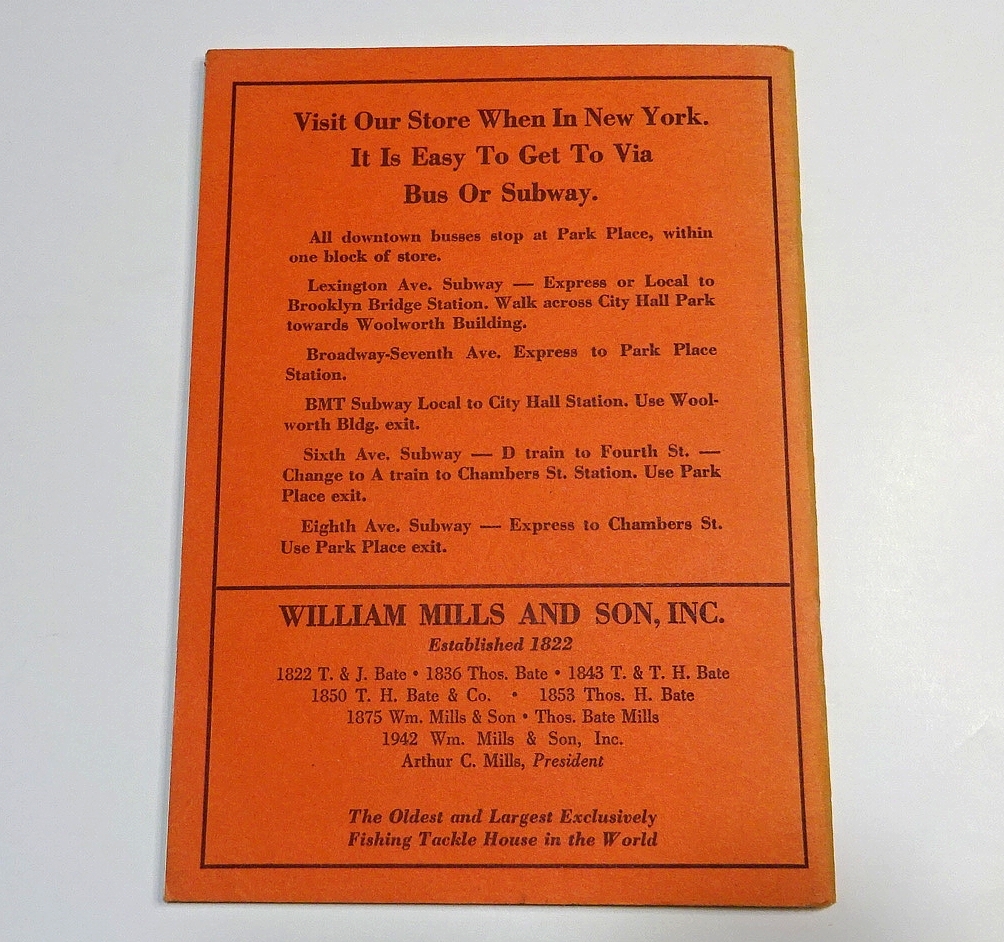 Visit Our Store When In New York.
It Is Easy To Get To Via
Bus Or Subway.
All downtown busses stop at Park Place, within
one block of store.
Lexington Ave. Subway — Express or Local to
Brooklyn Bridge Station. Walk across City Hall Park
towards Woolworth Building.
Broadway-Seventh Ave. Express to Park Place
Station.
BMT Subway Local to City Hall Station. Use Wool-
worth Bldg. exit.
Sixth Ave. Subway — D train to Fourth St. —
Change to A train to Chambers St. Station. Use Park
Place exit.
Eighth Ave. Subway — Express to Chambers St.
Use Park Place exit.
WILLIAM MILLS AND SON, INC.
Established 1822
1822 T. & J. Bate • 1836 Thos. Bate • 1843 T. & T. H. Bate
1850 T. H. Bate & Co. • 1853 Thos. H. Bate
1875 Wm. Mills & Son • Thos. Bate Mills
1942 Wm. Mills & Son, Inc.
Arthur C. Mills, President
The Oldest and Largest Exclusively
Fishing Tackle House in the World